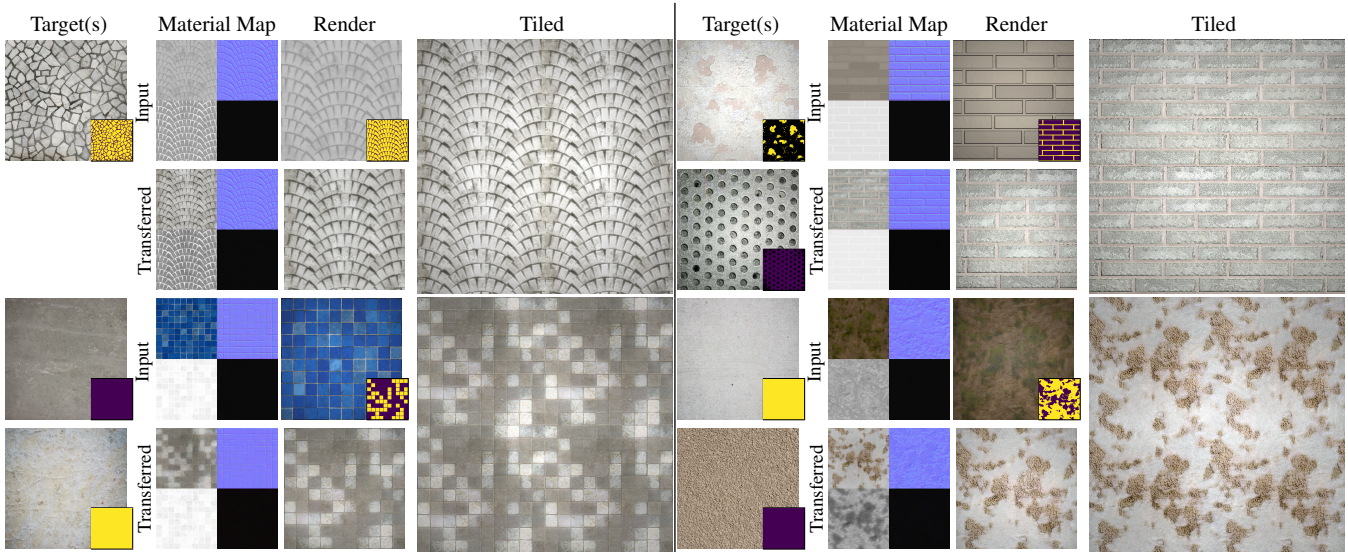 Target(s) Material Map Render Tiled Target(s) Material Map Render Tiled
Input Input
Transferred Transferred
Input Input
Transferred Transferred